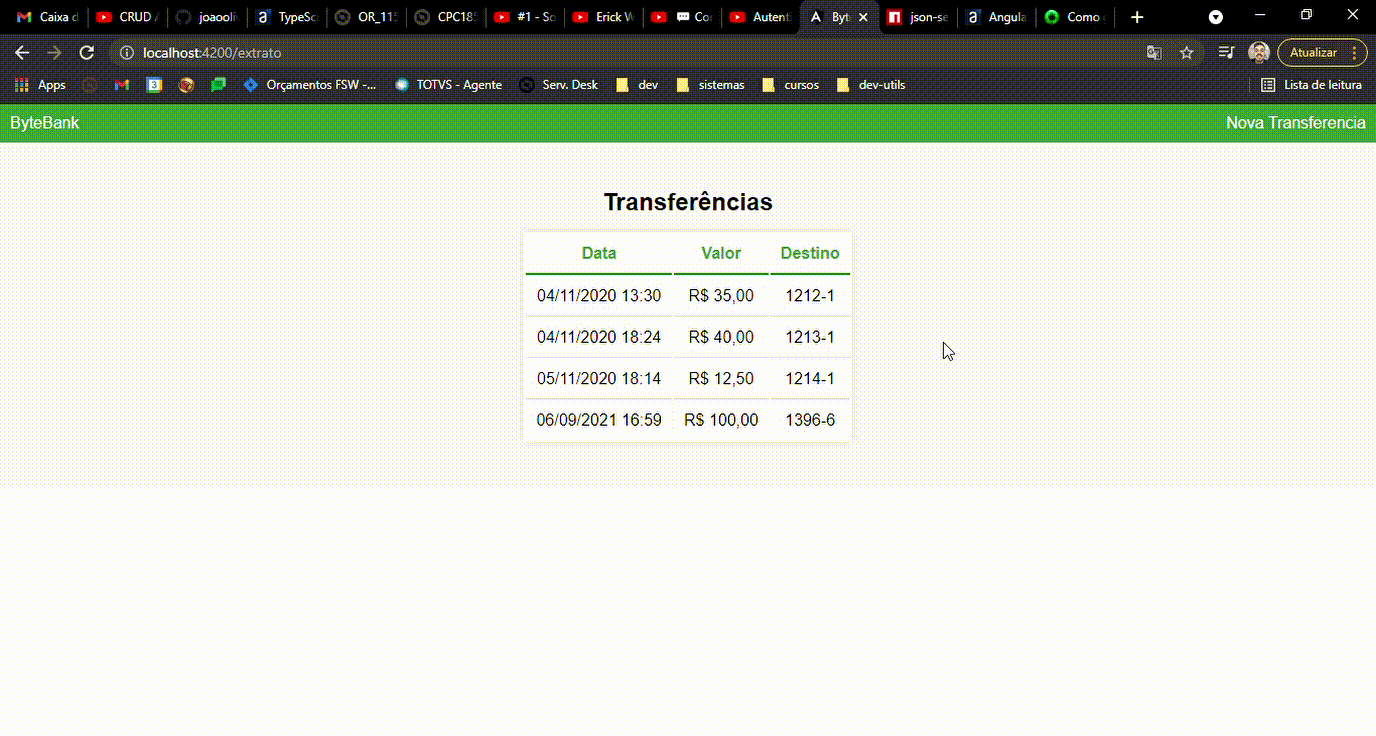 Caixa d CRUD joaooliv TypeSc OR_115 CPC18 #1 - So Erick W Co Autent Byt json-se Angula Como
localhost:4200/extrato Atualizar
Apps Orçamentos FSW -... TOTVS - Agente Serv. Desk dev sistemas cursos dev-utils Lista de leitura
ByteBank Nova Transferencia
Transferências
Data Valor Destino
04/11/2020 13:30 R$ 35,00 1212-1
04/11/2020 18:24 R$ 40,00 1213-1
05/11/2020 18:14 R$ 12,50 1214-1
06/09/2021 16:59 R$ 100,00 1396-6